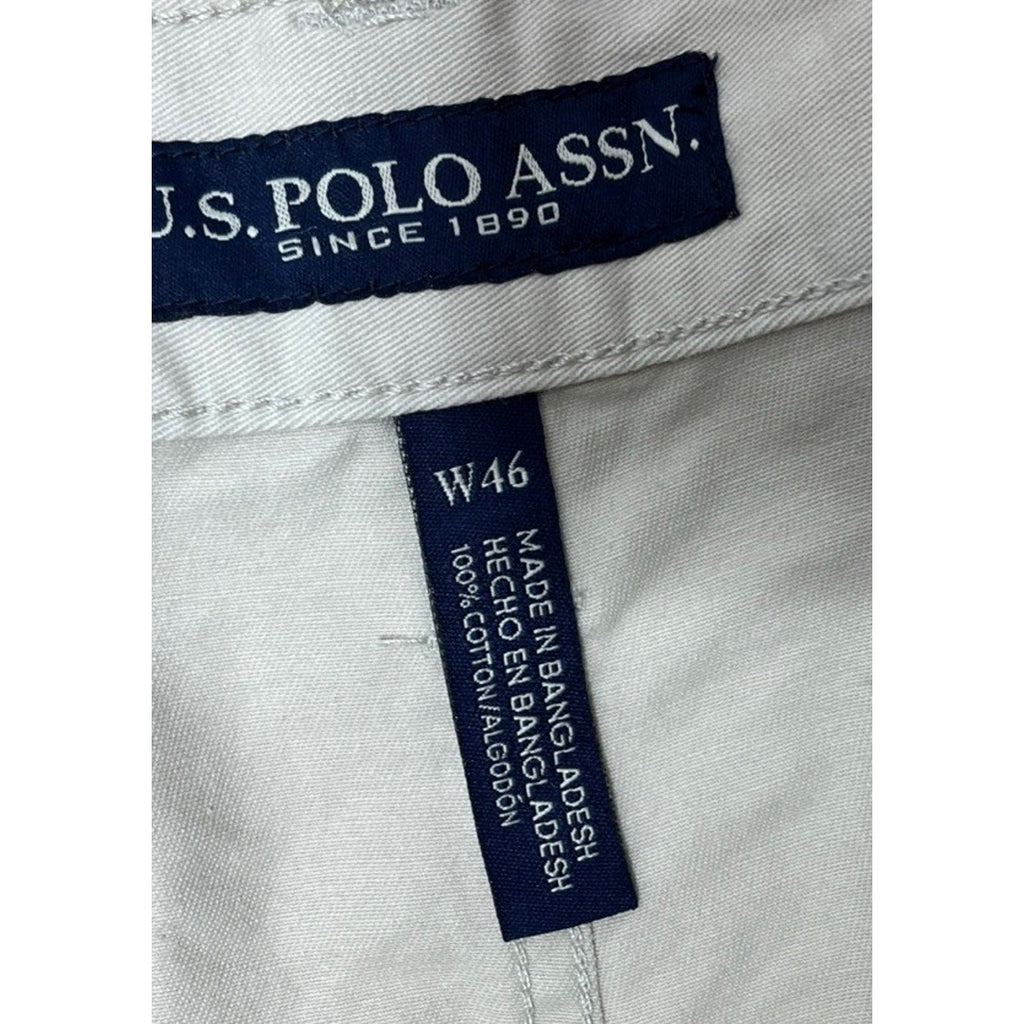 U.S. POLO ASSN.
SINCE 1890
W46
MADE IN BANGLADESH
HECHO EN BANGLADESH
100% COTTON/ALGODÓN